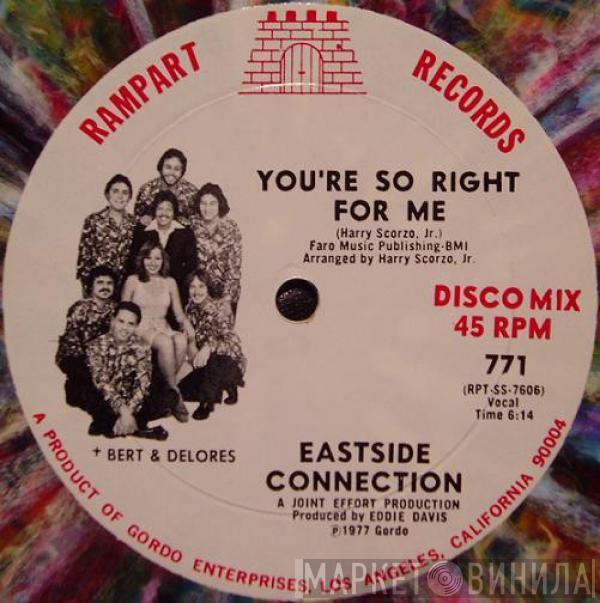 RAMPART RECORDS
YOU'RE SO RIGHT
FOR ME
(Harry Scorzo, Jr.)
Faro Music Publishing-BMI
Arranged by Harry Scorzo, Jr.
DISCO MIX
45 RPM
771
(RPT-SS-7606)
Vocal
Time 6:14
+ BERT & DELORES
EASTSIDE
CONNECTION
A JOINT EFFORT PRODUCTION
Produced by EDDIE DAVIS
℗1977 Gordo
A PRODUCT OF GORDO ENTERPRISES, LOS ANGELES, CALIFORNIA 90004
МАРКЕТ ВИНИЛА